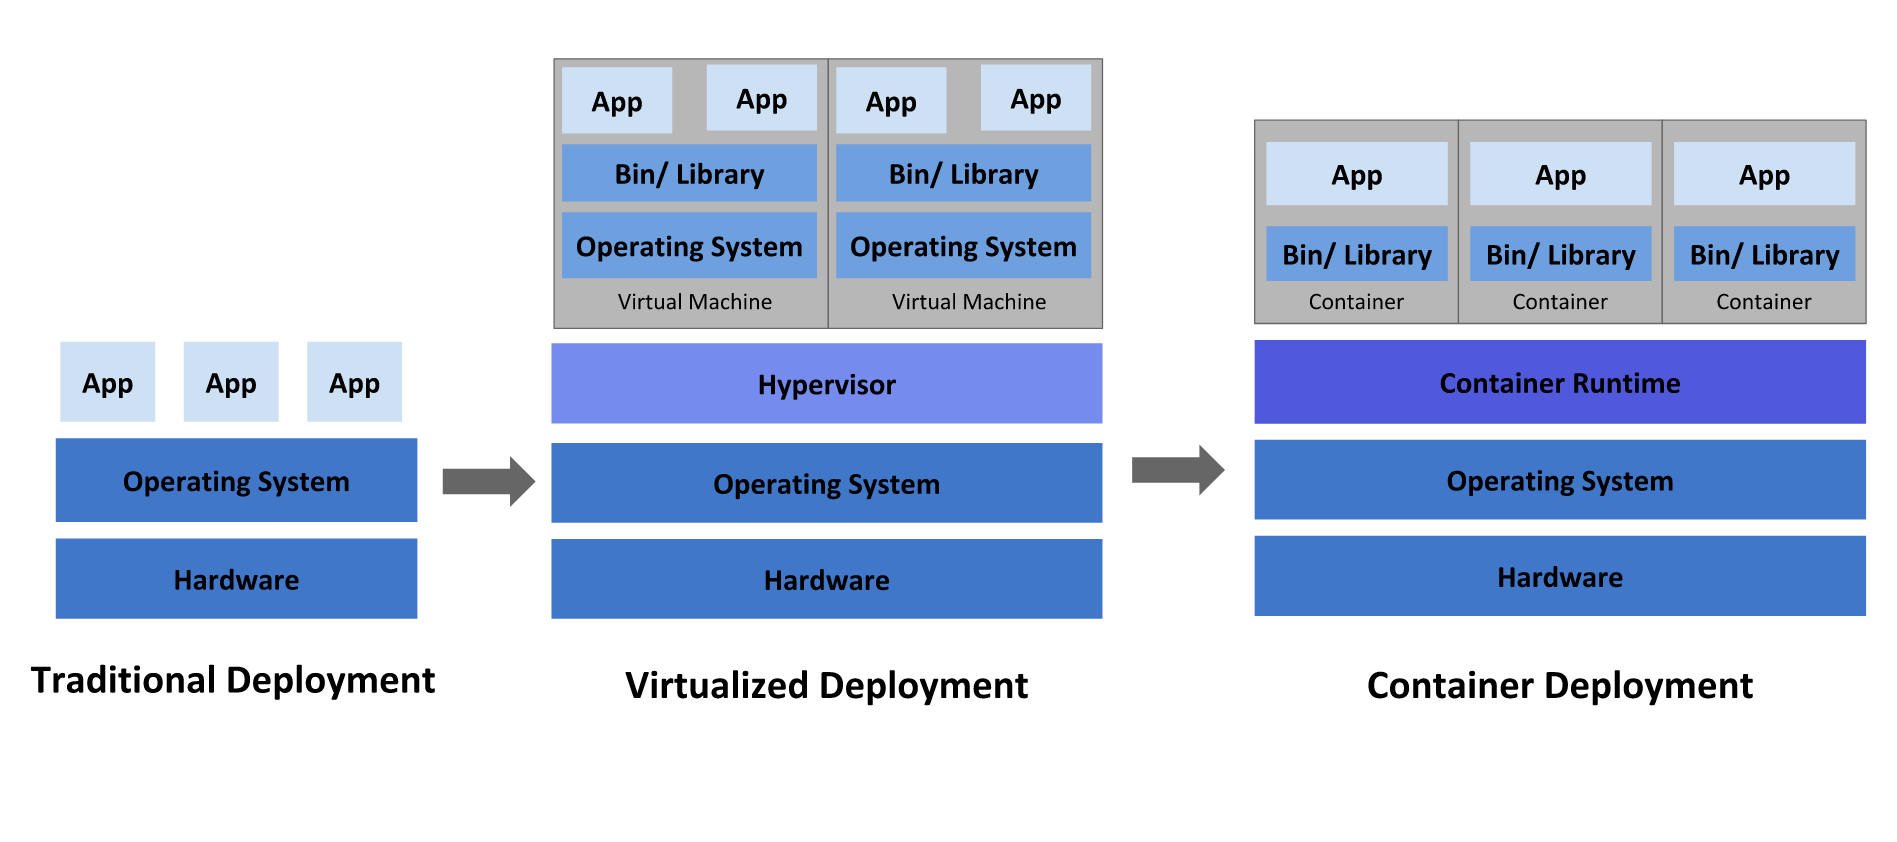 App App App
Operating System
Hardware
Traditional Deployment
App App App App
Bin/ Library Bin/ Library
Operating System Operating System
Virtual Machine Virtual Machine
Hypervisor
Operating System
Hardware
Virtualized Deployment
App App App
Bin/ Library Bin/ Library Bin/ Library
Container Container Container
Container Runtime
Operating System
Hardware
Container Deployment